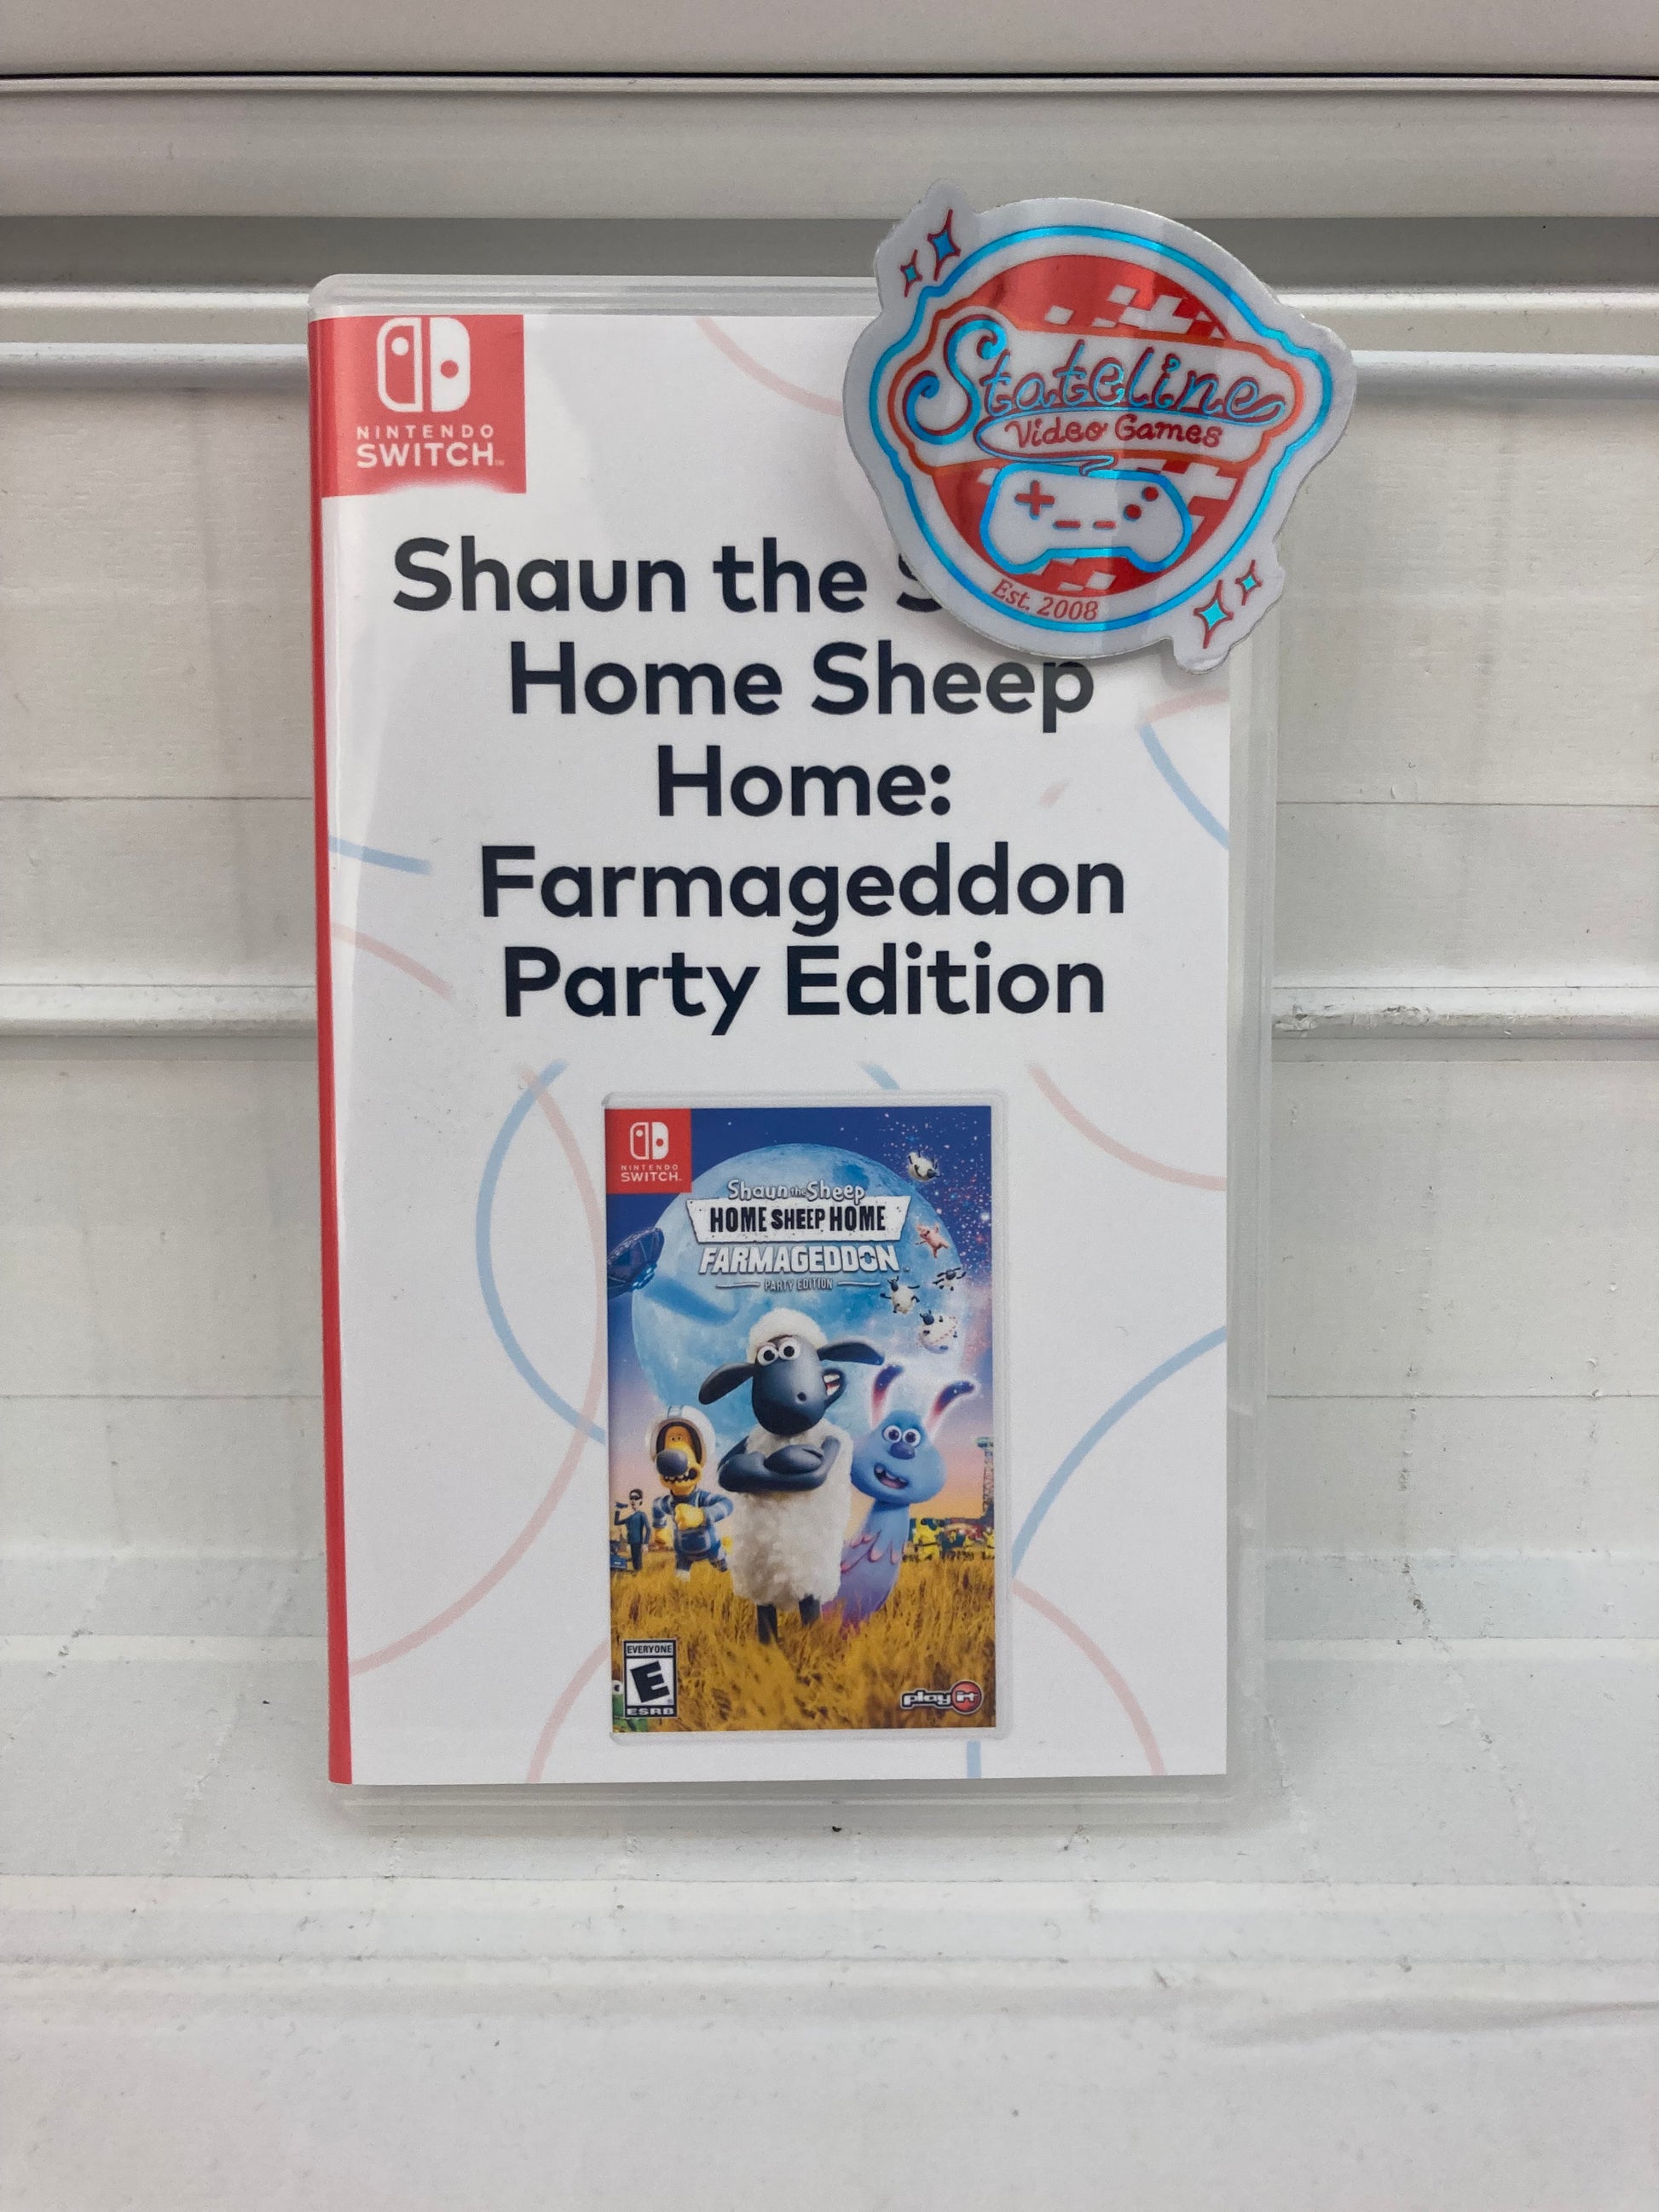 NINTENDO
SWITCH
Stateline
Video Games
Est. 2008
Shaun the
Home Sheep
Home:
Farmageddon
Party Edition
NINTENDO
SWITCH
Shaun the Sheep
HOME SHEEP HOME
FARMAGEDDON
PARTY EDITION
EVERYONE
E
ESRB
play it